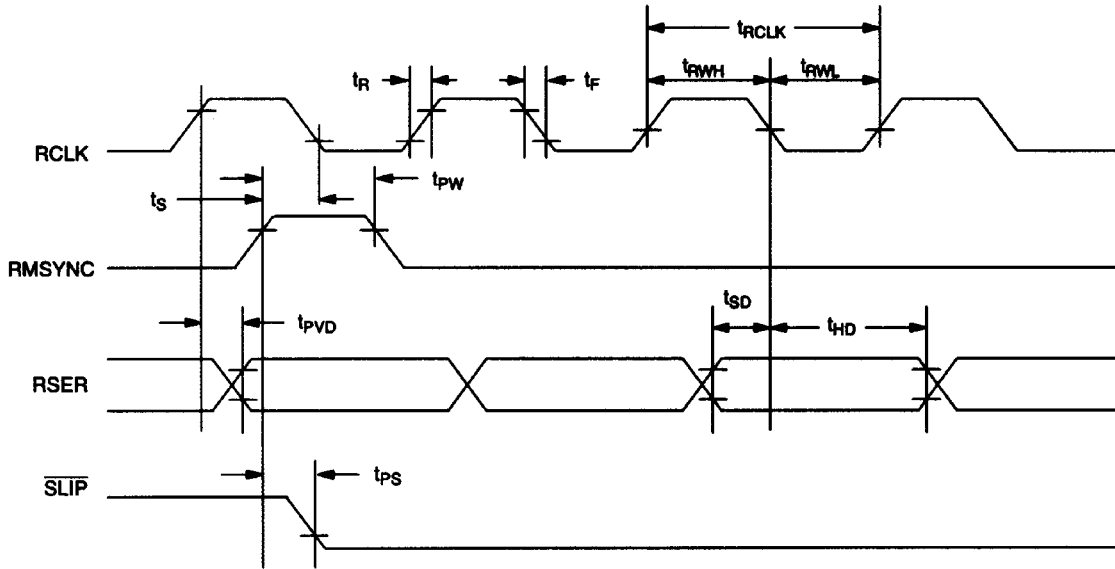 tRCLK
tR
tF
tRWH
tRWL
RCLK
tS
tPW
RMSYNC
tPVD
tSD
tHD
RSER
SLIP
tPS